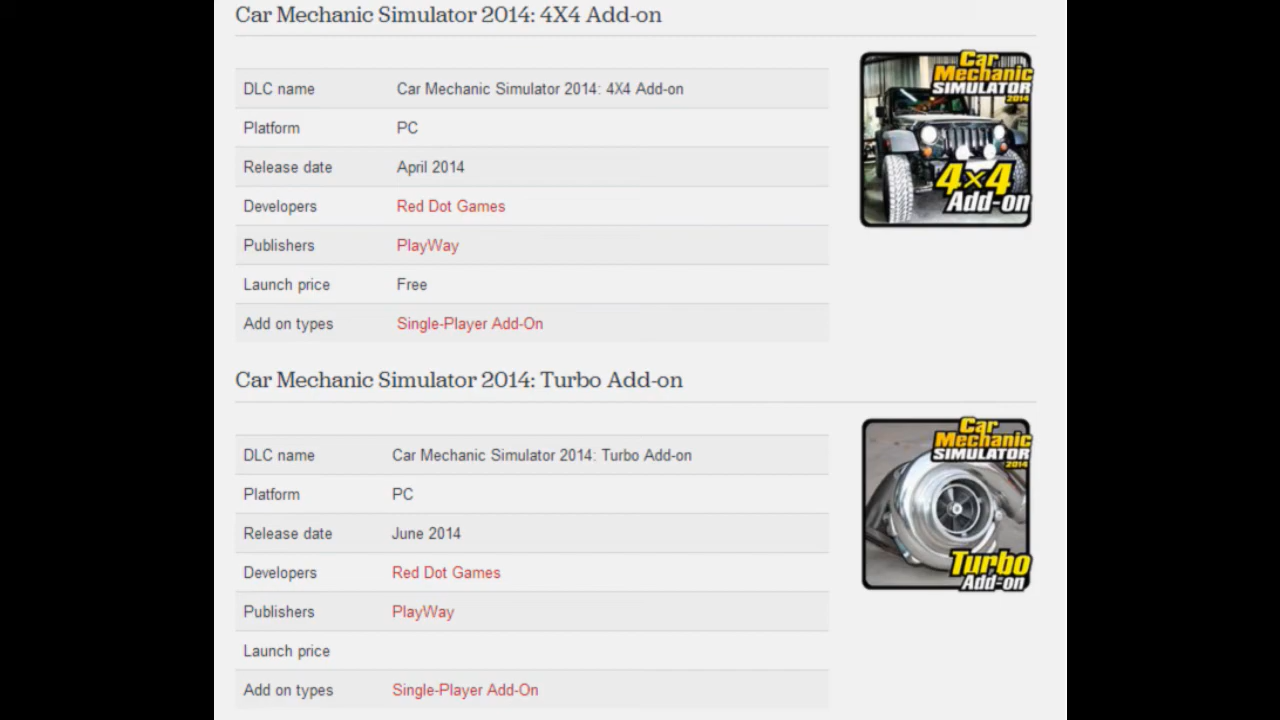 Car Mechanic Simulator 2014: 4X4 Add-on
DLC name Car Mechanic Simulator 2014: 4X4 Add-on
Platform PC
Release date April 2014
Developers Red Dot Games
Publishers PlayWay
Launch price Free
Add on types Single-Player Add-On
Car
Mechanic
SIMULATOR
2014
4x4
Add-on
Car Mechanic Simulator 2014: Turbo Add-on
DLC name Car Mechanic Simulator 2014: Turbo Add-on
Platform PC
Release date June 2014
Developers Red Dot Games
Publishers PlayWay
Launch price
Add on types Single-Player Add-On
Car
Mechanic
SIMULATOR
2014
Turbo
Add-on